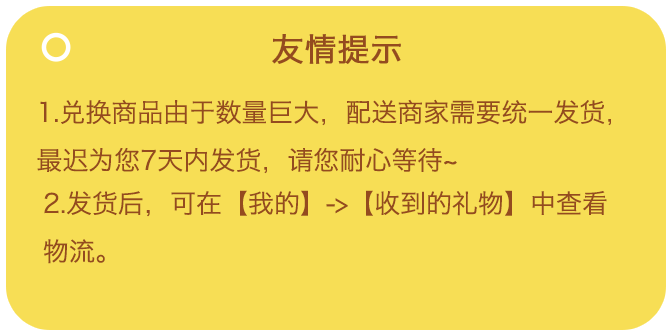 友情提示
1.兑换商品由于数量巨大，配送商家需要统一发货，
最迟为您7天内发货，请您耐心等待~
2.发货后，可在【我的】->【收到的礼物】中查看
物流。